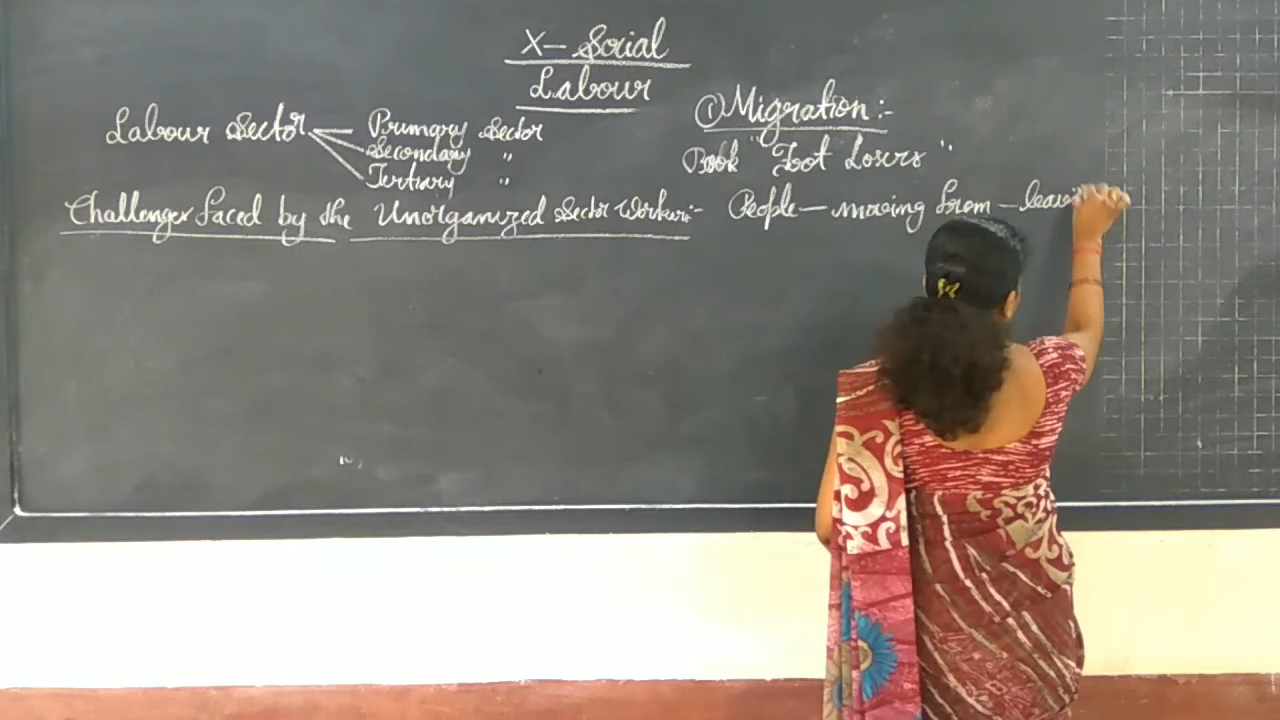 X- Social
Labour
Labour Sector
Primary Sector
Secondary "
Tertiary "
Challenges faced by the Unorganized Sector Workers:-
① Migration:-
Book "Foot Losers"
People - moving from -